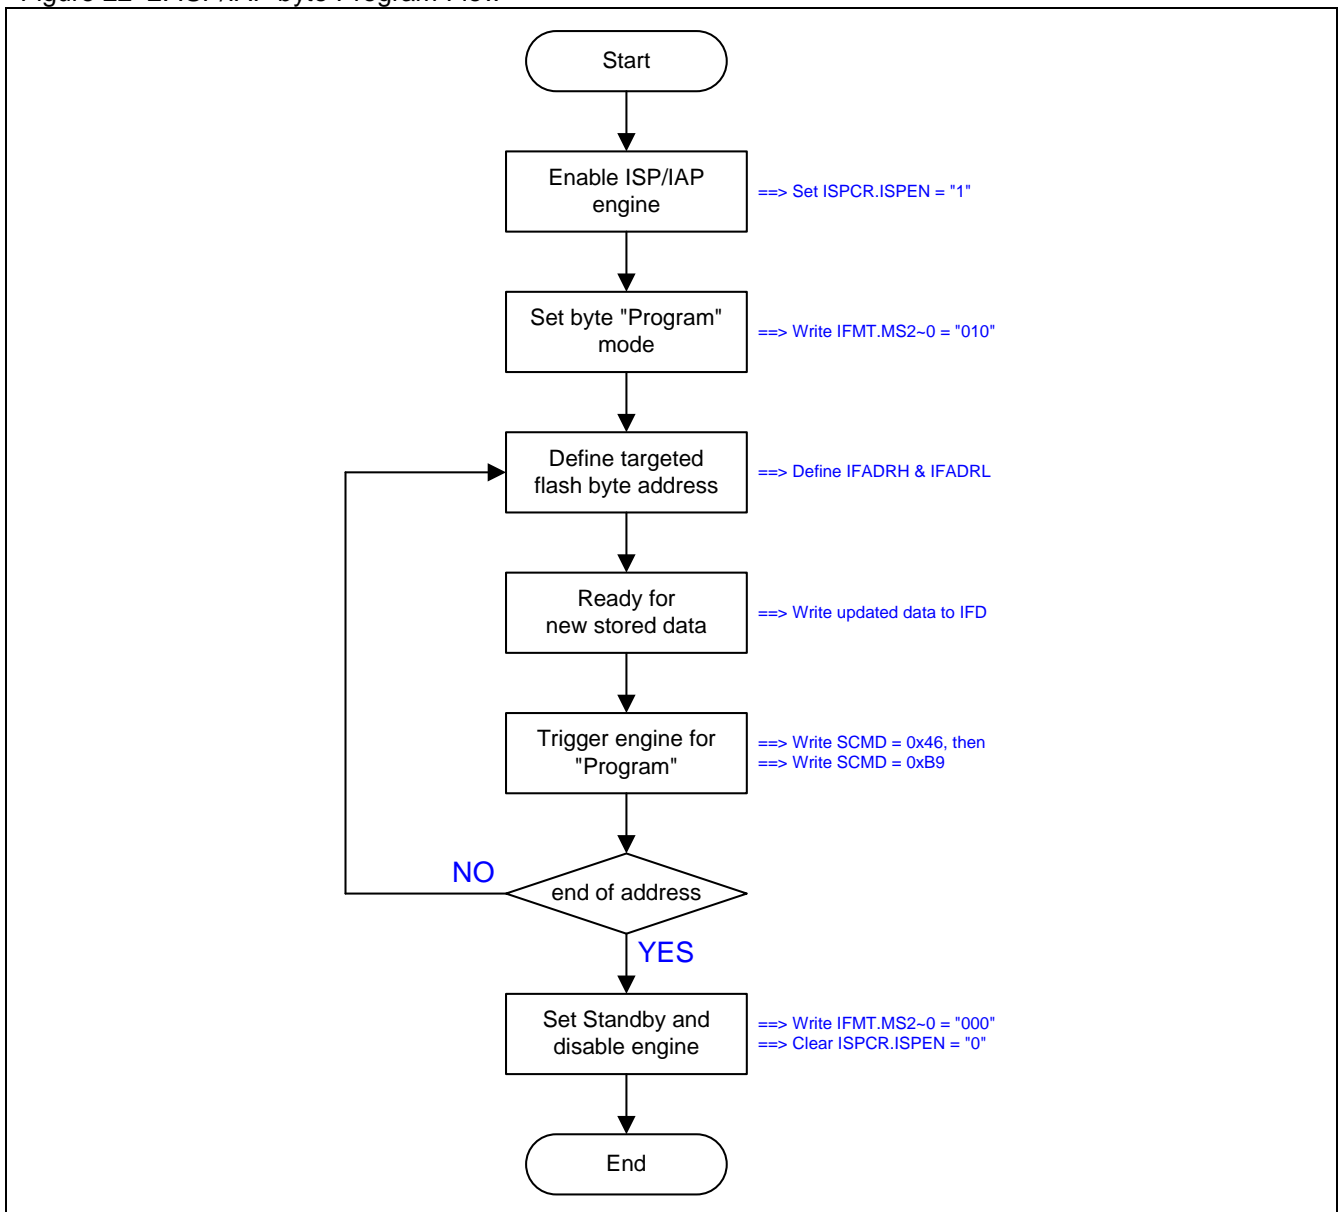 Start
Enable ISP/IAP
engine
==> Set ISPCR.ISPEN = "1"
Set byte "Program"
mode
==> Write IFMT.MS2~0 = "010"
Define targeted
flash byte address
==> Define IFADRH & IFADRL
Ready for
new stored data
==> Write updated data to IFD
Trigger engine for
"Program"
==> Write SCMD = 0x46, then
==> Write SCMD = 0xB9
NO
end of address
YES
Set Standby and
disable engine
==> Write IFMT.MS2~0 = "000"
==> Clear ISPCR.ISPEN = "0"
End